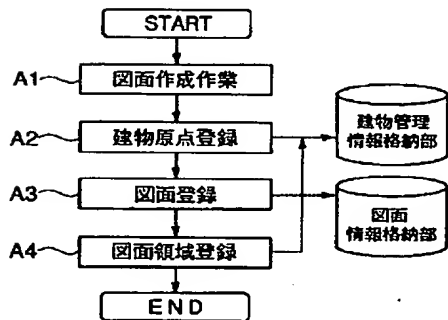 START
A1 図面作成作業
A2 建物原点登録
建物管理
情報格納部
A3 図面登録
図面
情報格納部
A4 図面領域登録
END